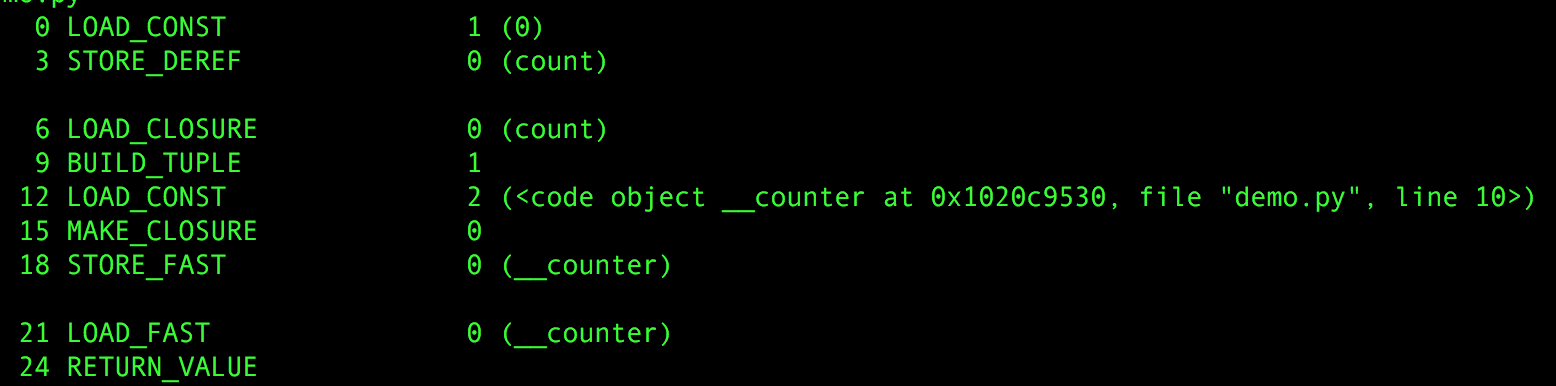 mo.py
0 LOAD_CONST 1 (0)
3 STORE_DEREF 0 (count)
6 LOAD_CLOSURE 0 (count)
9 BUILD_TUPLE 1
12 LOAD_CONST 2 (<code object __counter at 0x1020c9530, file "demo.py", line 10>)
15 MAKE_CLOSURE 0
18 STORE_FAST 0 (__counter)
21 LOAD_FAST 0 (__counter)
24 RETURN_VALUE